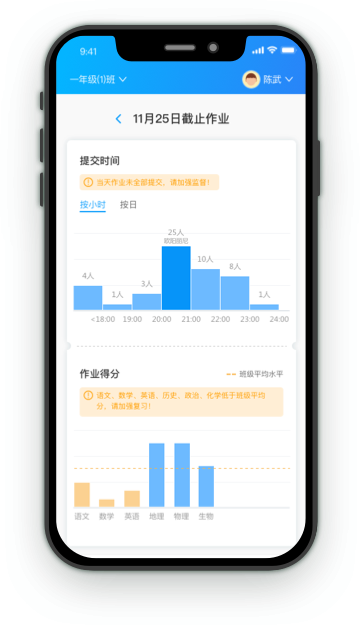 9:41
一年级(1)班
陈武
11月25日截止作业
提交时间
当天作业未全部提交，请加强监督！
按小时 按日
25人
欧阳丽丽
10人
8人
4人
3人
1人
1人
<18:00 19:00 20:00 21:00 22:00 23:00 24:00
作业得分
班级平均水平
语文、数学、英语、历史、政治、化学低于班级平均
分，请加强复习！
语文 数学 英语 地理 物理 生物